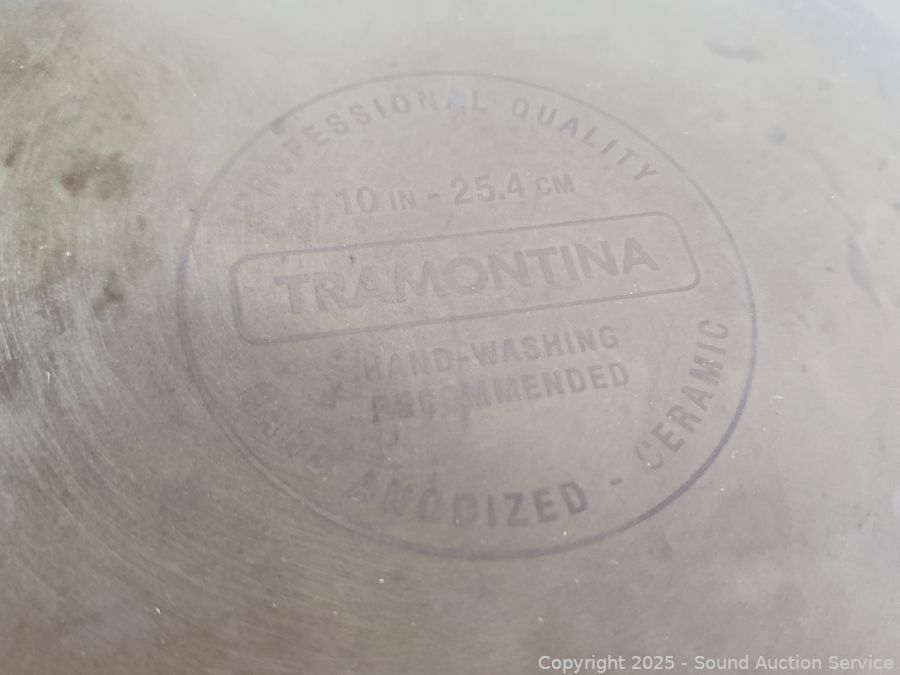 PROFESSIONAL QUALITY
10 IN - 25.4 CM
TRAMONTINA
HAND-WASHING
RECOMMENDED
HARD ANODIZED - CERAMIC
Copyright 2025 - Sound Auction Service